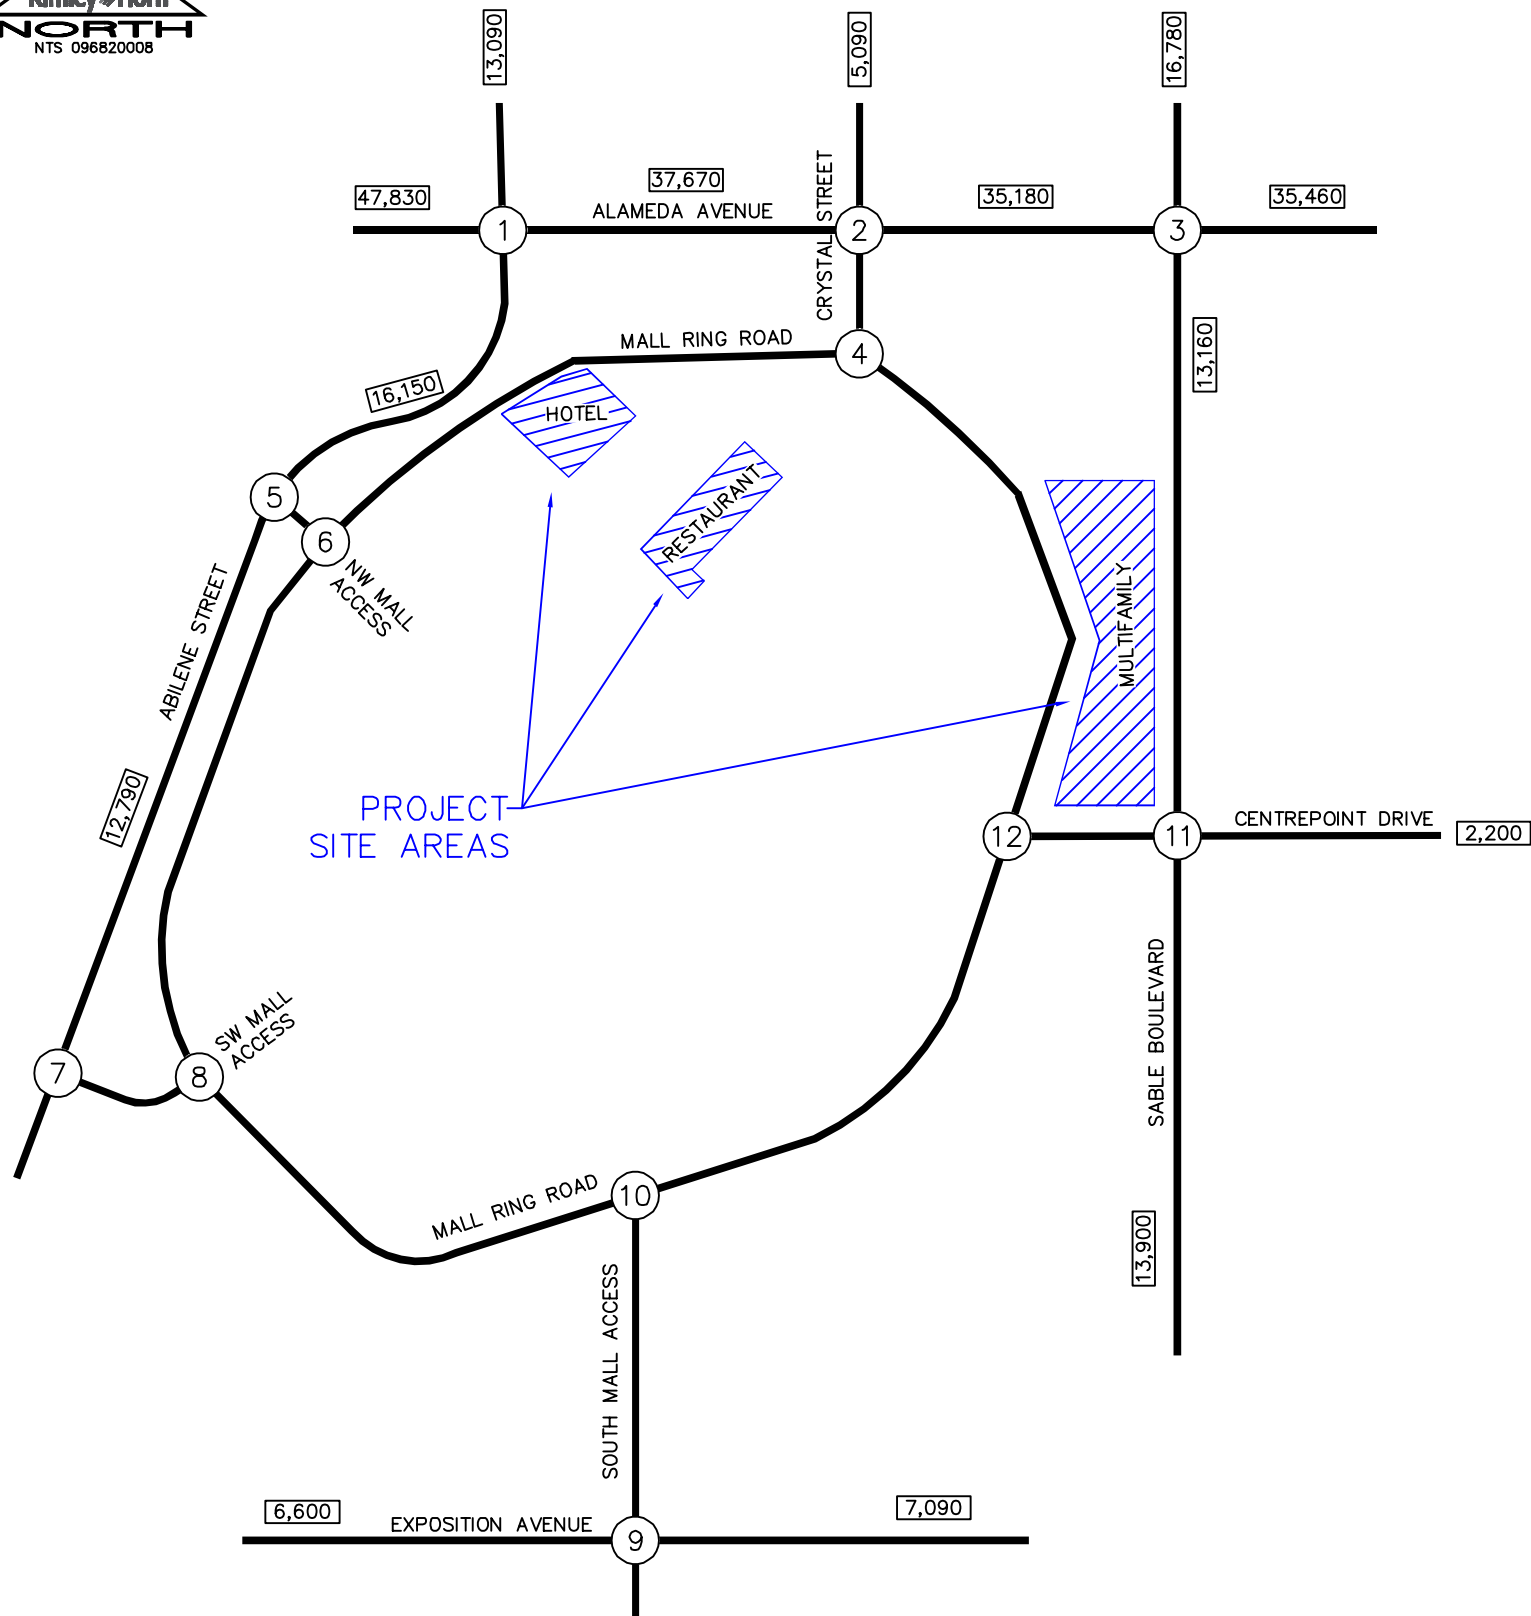 NORTH
NTS 096820008
13,090
5,090
16,780
47,830
37,670
35,180
35,460
ALAMEDA AVENUE
CRYSTAL STREET
1
2
3
MALL RING ROAD
4
13,160
16,150
HOTEL
RESTAURANT
5
6
NW MALL
ACCESS
ABILENE STREET
MULTIFAMILY
12,790
PROJECT
SITE AREAS
12
11
CENTREPOINT DRIVE
2,200
SABLE BOULEVARD
SW MALL
ACCESS
7
8
MALL RING ROAD
10
13,900
SOUTH MALL ACCESS
6,600
7,090
EXPOSITION AVENUE
9